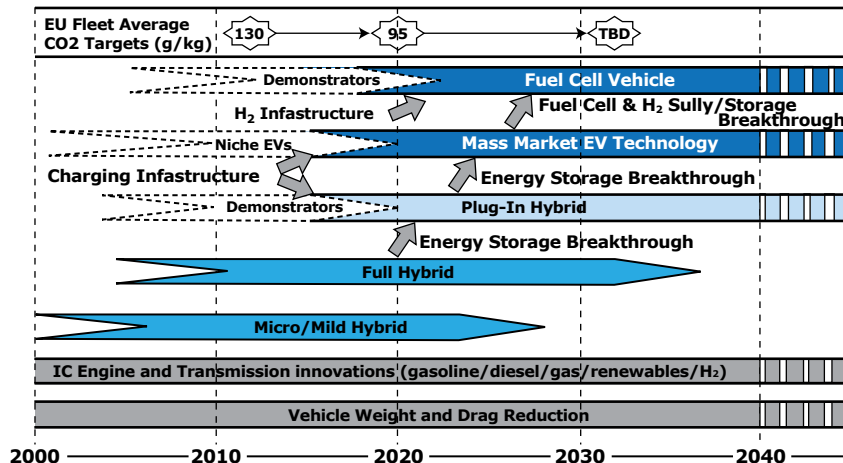 EU Fleet Average
CO2 Targets (g/kg)
130
95
TBD
Demonstrators
Fuel Cell Vehicle
H2 Infastructure
Fuel Cell & H2 Sully/Storage
Breakthrough
Niche EVs
Mass Market EV Technology
Charging Infastructure
Energy Storage Breakthrough
Demonstrators
Plug-In Hybrid
Energy Storage Breakthrough
Full Hybrid
Micro/Mild Hybrid
IC Engine and Transmission innovations (gasoline/diesel/gas/renewables/H2)
Vehicle Weight and Drag Reduction
2000 2010 2020 2030 2040